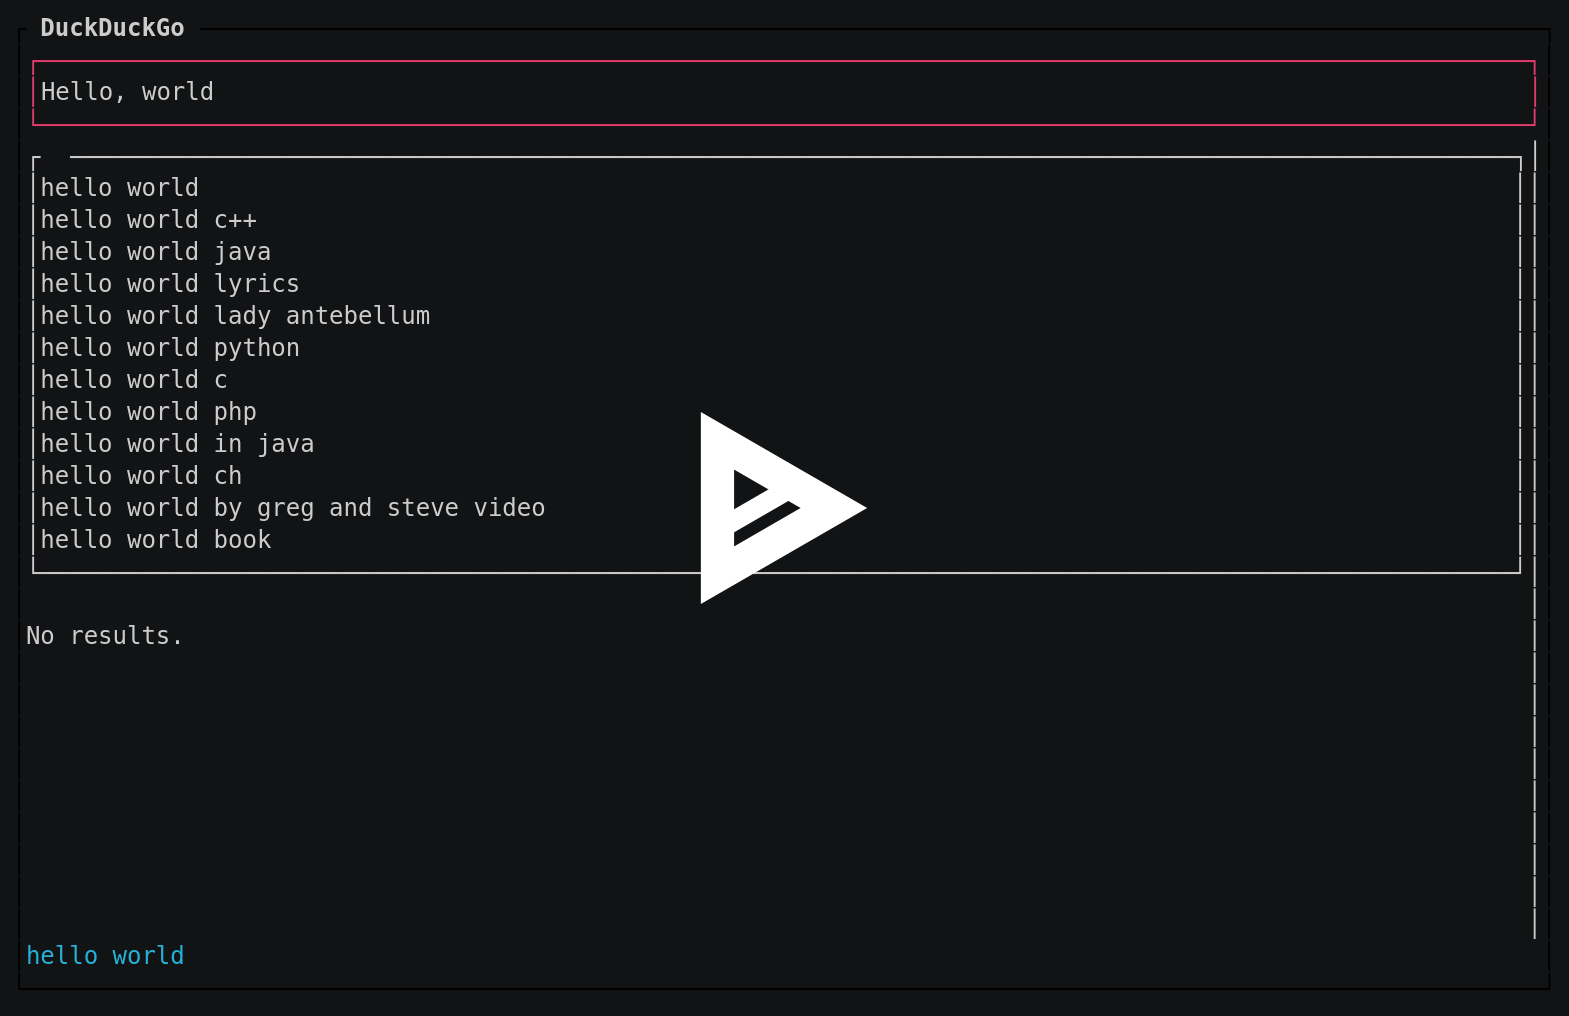 DuckDuckGo
Hello, world
hello world
hello world c++
hello world java
hello world lyrics
hello world lady antebellum
hello world python
hello world c
hello world php
hello world in java
hello world ch
hello world by greg and steve video
hello world book
No results.
hello world